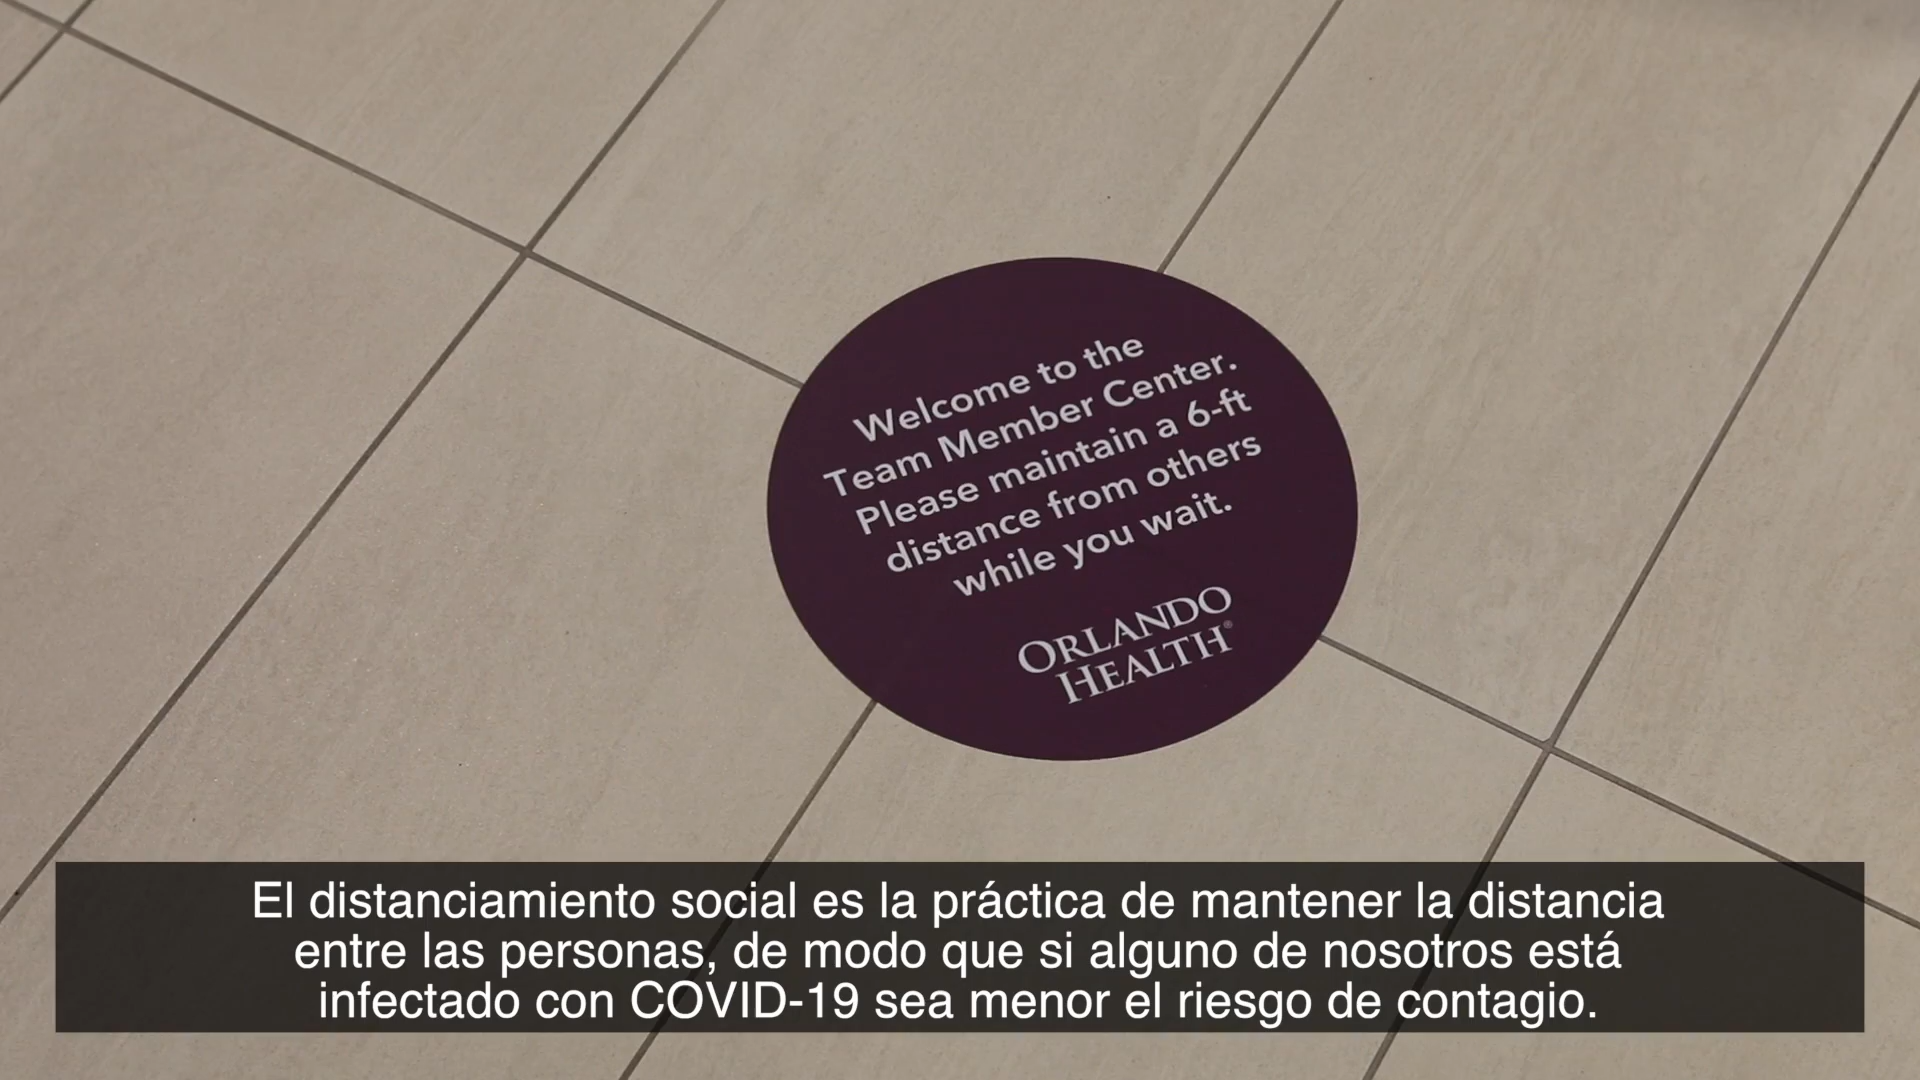 Welcome to the
Team Member Center.
Please maintain a 6-ft
distance from others
while you wait.
ORLANDO
HEALTH®
El distanciamiento social es la práctica de mantener la distancia
entre las personas, de modo que si alguno de nosotros está
infectado con COVID-19 sea menor el riesgo de contagio.